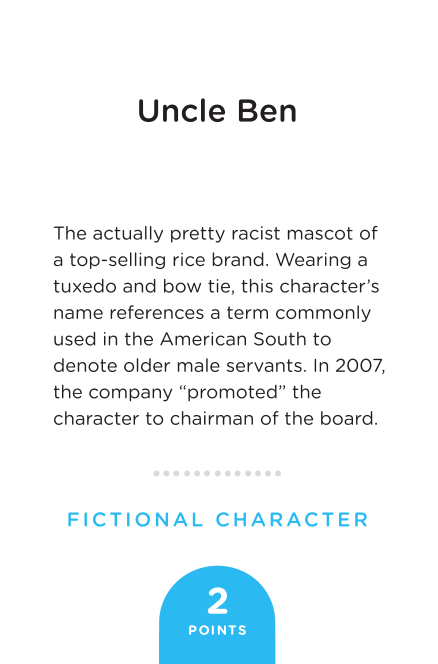 Uncle Ben
The actually pretty racist mascot of
a top-selling rice brand. Wearing a
tuxedo and bow tie, this character’s
name references a term commonly
used in the American South to
denote older male servants. In 2007,
the company “promoted” the
character to chairman of the board.
FICTIONAL CHARACTER
2
POINTS